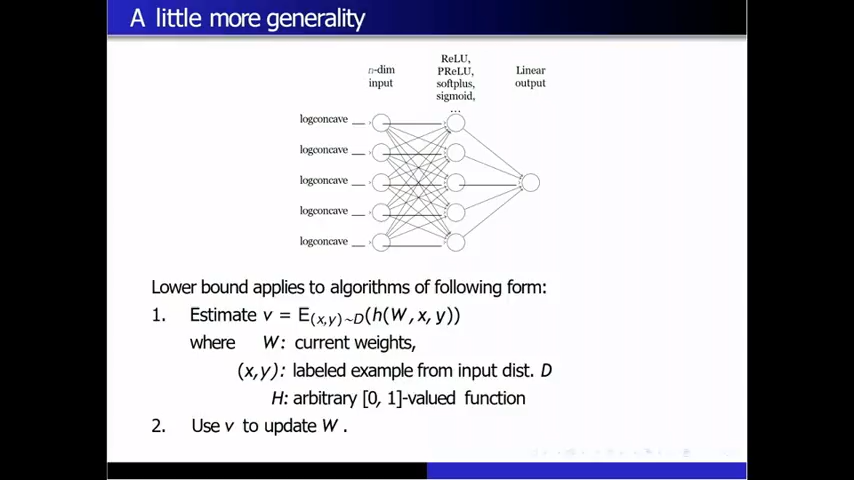 A little more generality
n-dim
input
ReLU,
PReLU,
softplus,
sigmoid,
...
Linear
output
logconcave
logconcave
logconcave
logconcave
logconcave
Lower bound applies to algorithms of following form:
1. Estimate v = E(x,y)~D(h(W,x,y))
where W: current weights,
(x,y): labeled example from input dist. D
H: arbitrary [0, 1]-valued function
2. Use v to update W .